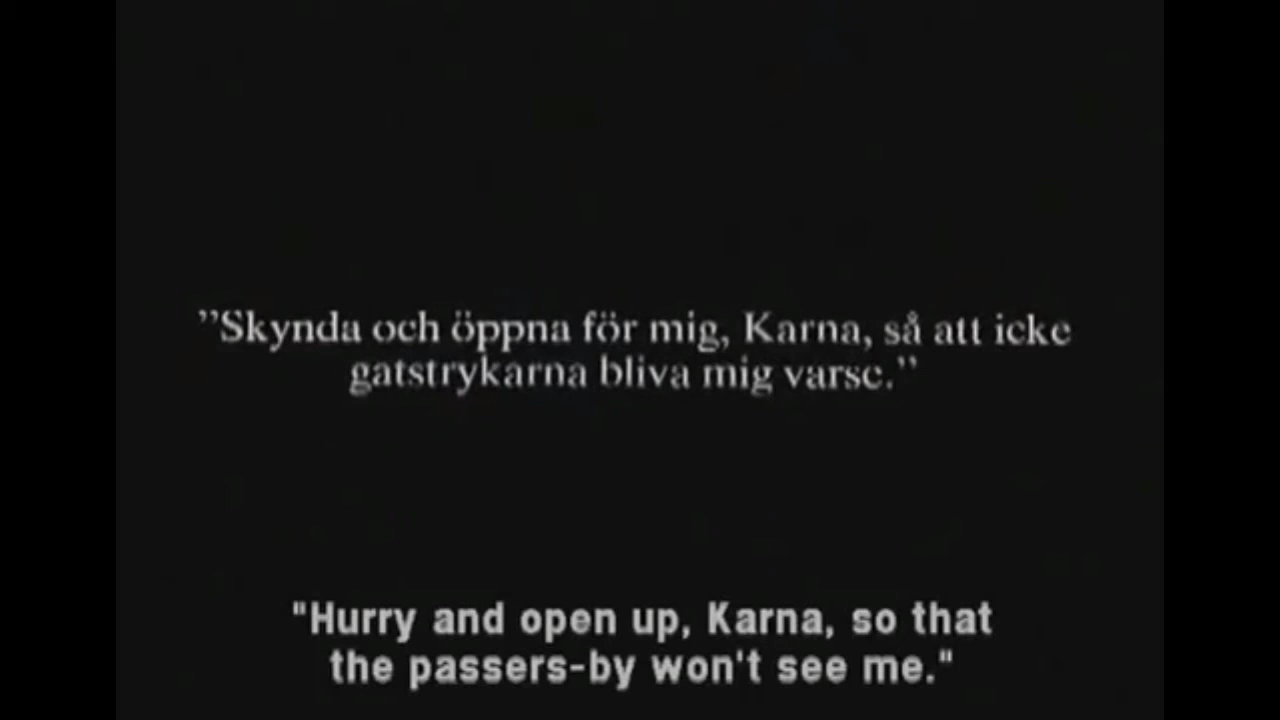 ”Skynda och öppna för mig, Karna, så att icke
gatstrykarna bliva mig varse.”
"Hurry and open up, Karna, so that
the passers-by won't see me."